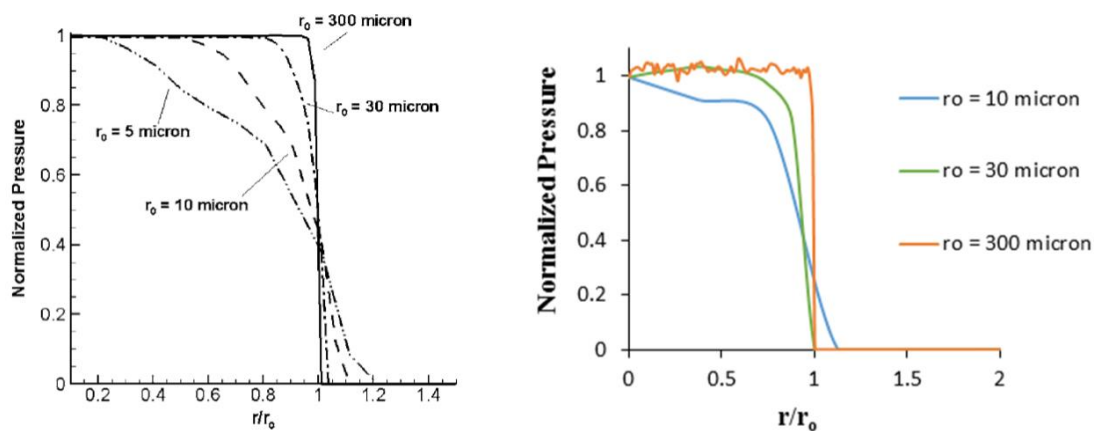 r₀ = 300 micron
1
0.8
0.6
0.4
0.2
0
Normalized Pressure
r₀ = 30 micron
r₀ = 5 micron
r₀ = 10 micron
0.2 0.4 0.6 0.8 1 1.2 1.4
r/r₀
1
0.8
0.6
0.4
0.2
0
Normalized Pressure
ro = 10 micron
ro = 30 micron
ro = 300 micron
0 0.5 1 1.5 2
r/rₒ